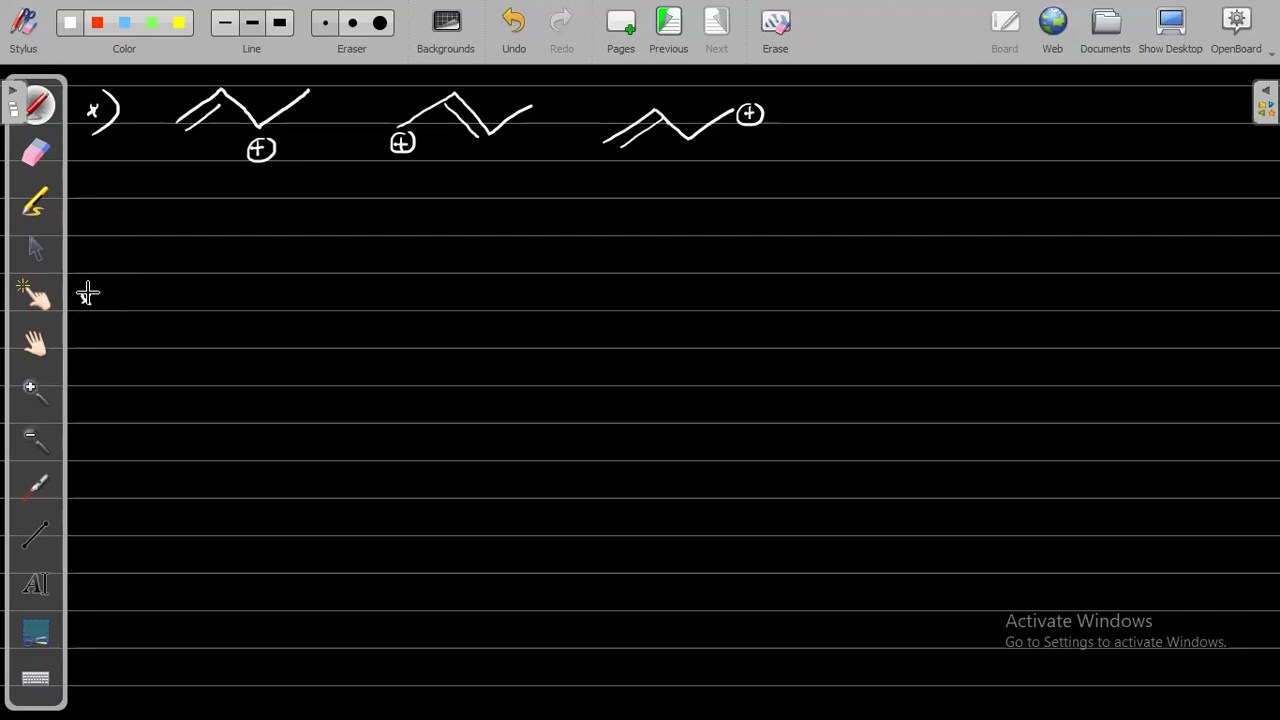 Stylus Color Line Eraser Backgrounds Undo Redo Pages Previous Next Erase Board Web Documents Show Desktop OpenBoard
x)
⊕ ⊕ ⊕
AI
Activate Windows
Go to Settings to activate Windows.